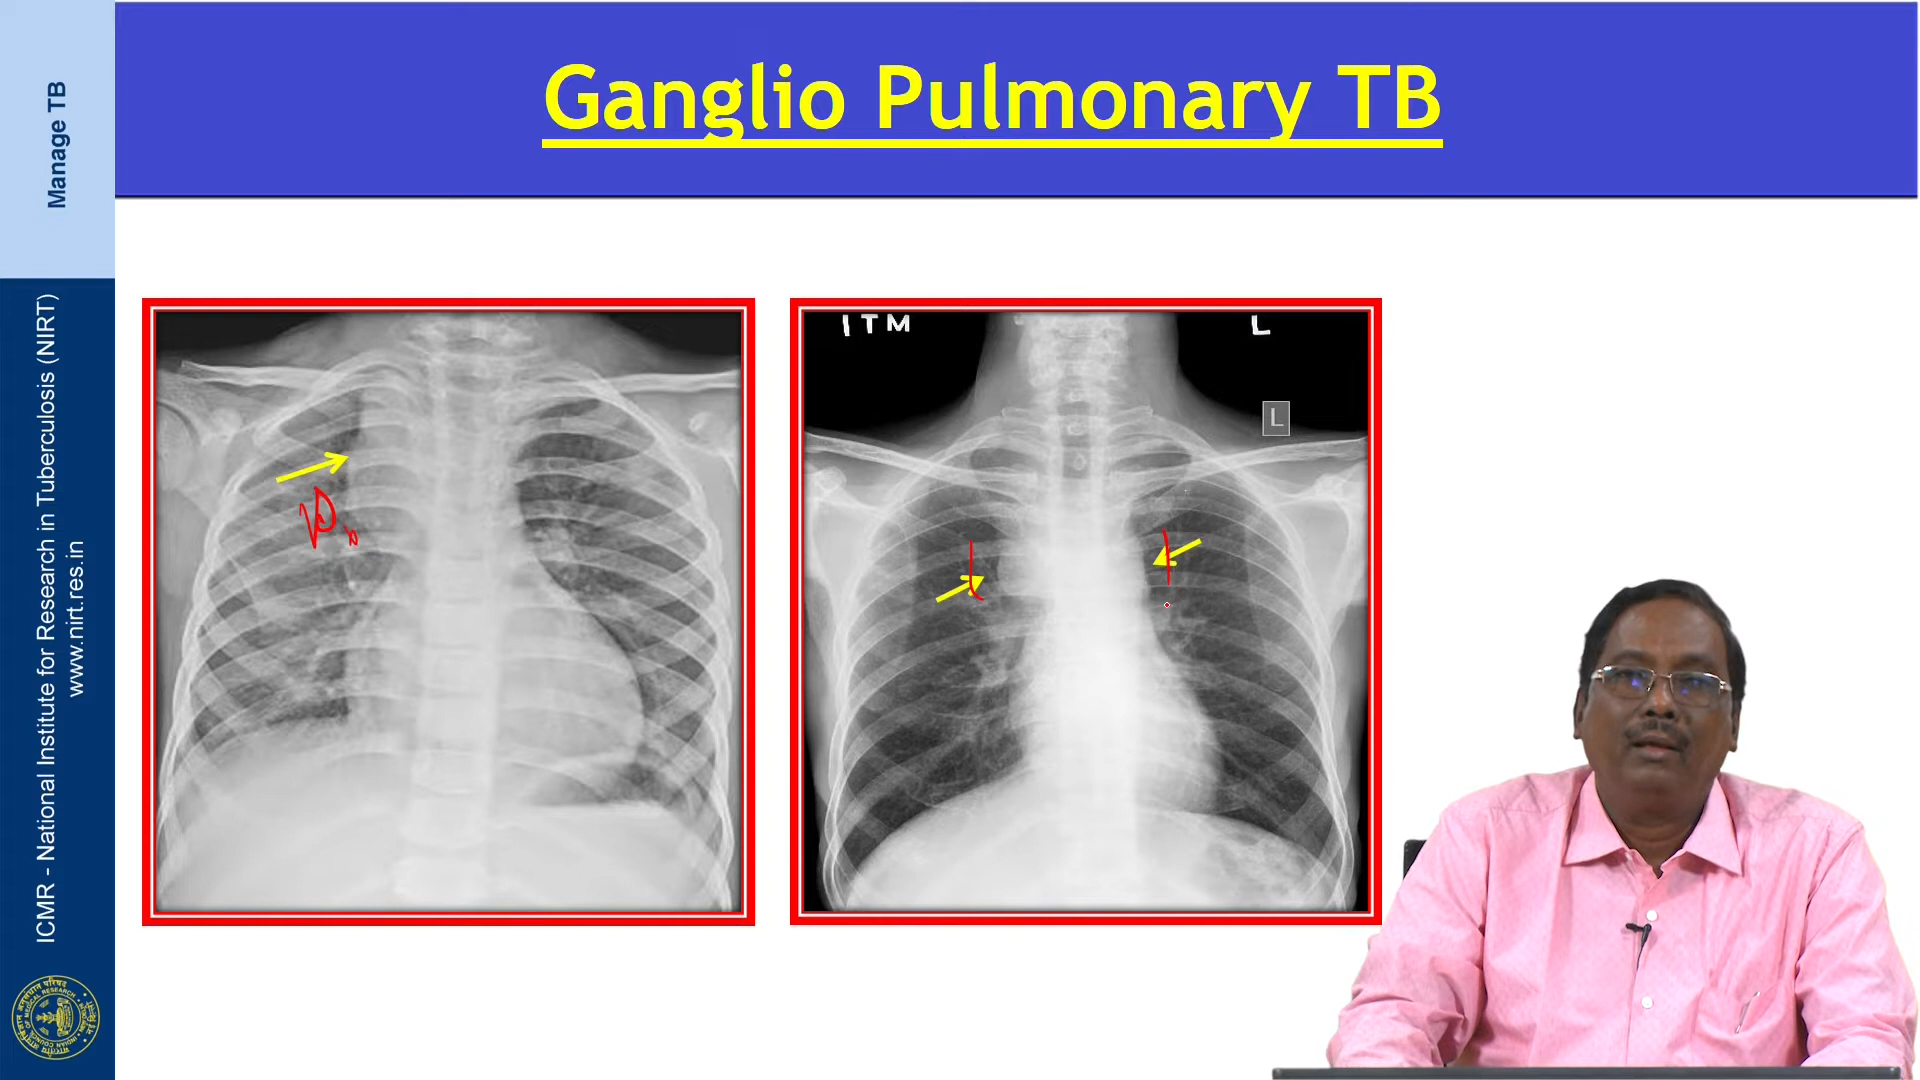 Manage TB
ICMR - National Institute for Research in Tuberculosis (NIRT)
www.nirt.res.in
Ganglio Pulmonary TB
ITM
L
L